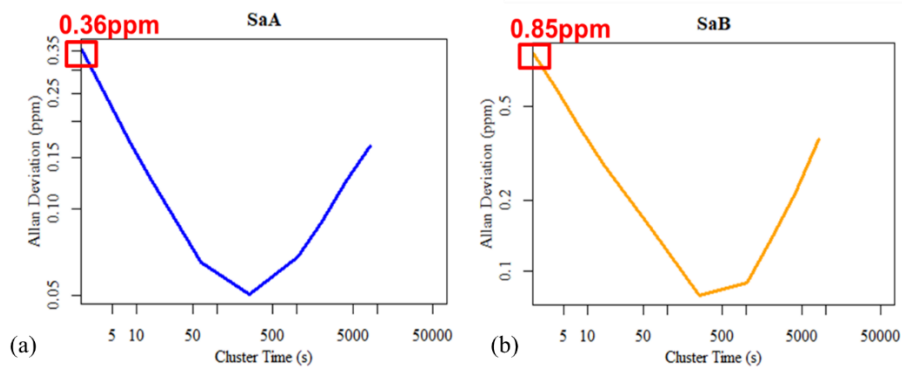 SaA
0.36ppm
Allan Deviation (ppm)
0.35
0.25
0.15
0.10
0.05
5 10 50 500 5000 50000
Cluster Time (s)
(a)
SaB
0.85ppm
Allan Deviation (ppm)
0.5
0.2
0.1
5 10 50 500 5000 50000
Cluster Time (s)
(b)